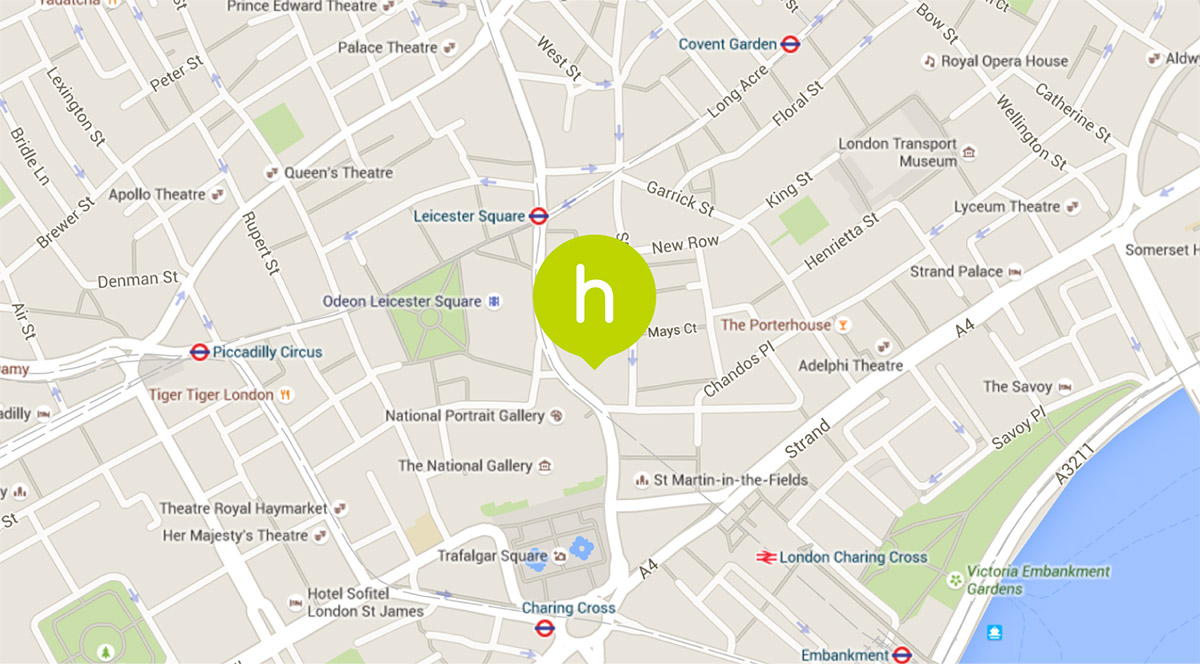 Prince Edward Theatre
Palace Theatre
West St
Covent Garden
Bow St
Royal Opera House
Peter St
Lexington St
Long Acre
Floral St
Catherine St
Wellington St
Bridle Ln
London Transport
Museum
Queen's Theatre
Apollo Theatre
Brewer St
Rupert St
Leicester Square
Garrick St
King St
Lyceum Theatre
New Row
Henrietta St
Somerset H
Denman St
Strand Palace
Odeon Leicester Square
h
Air St
Mays Ct
The Porterhouse
A4
Piccadilly Circus
Chandos Pl
Adelphi Theatre
Tiger Tiger London
The Savoy
National Portrait Gallery
Strand
Savoy Pl
The National Gallery
A3211
St Martin-in-the-Fields
Theatre Royal Haymarket
Her Majesty's Theatre
Trafalgar Square
A4
London Charing Cross
Victoria Embankment
Gardens
Hotel Sofitel
London St James
Charing Cross
Embankment